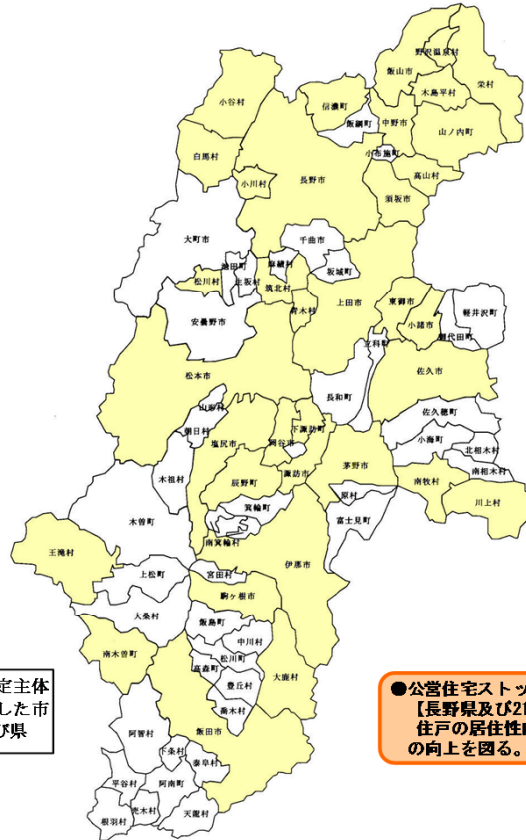 野沢温泉村
飯山市
栄村
木島平村
小谷村
信濃町
飯綱町
中野市
山ノ内町
小布施町
白馬村
高山村
長野市
小川村
須坂市
大町市
千曲市
麻績村
坂城町
池田町
生坂村
松川村
筑北村
上田市
東御市
軽井沢町
青木村
小諸市
安曇野市
御代田町
立科町
松本市
佐久市
長和町
山形村
佐久穂町
朝日村
下諏訪町
塩尻市
岡谷市
小海町
北相木村
茅野市
南相木村
木祖村
諏訪市
辰野町
南牧村
原村
川上村
箕輪町
木曽町
富士見町
南箕輪村
王滝村
伊那市
上松町
宮田村
駒ヶ根市
大桑村
飯島町
中川村
南木曽町
松川町
高森町
大鹿村
豊丘村
喬木村
飯田市
阿智村
下条村
泰阜村
平谷村
阿南町
売木村
天龍村
根羽村
定主体
した市
び県
●公営住宅ストッ
【長野県及び21
住戸の居住性
の向上を図る。